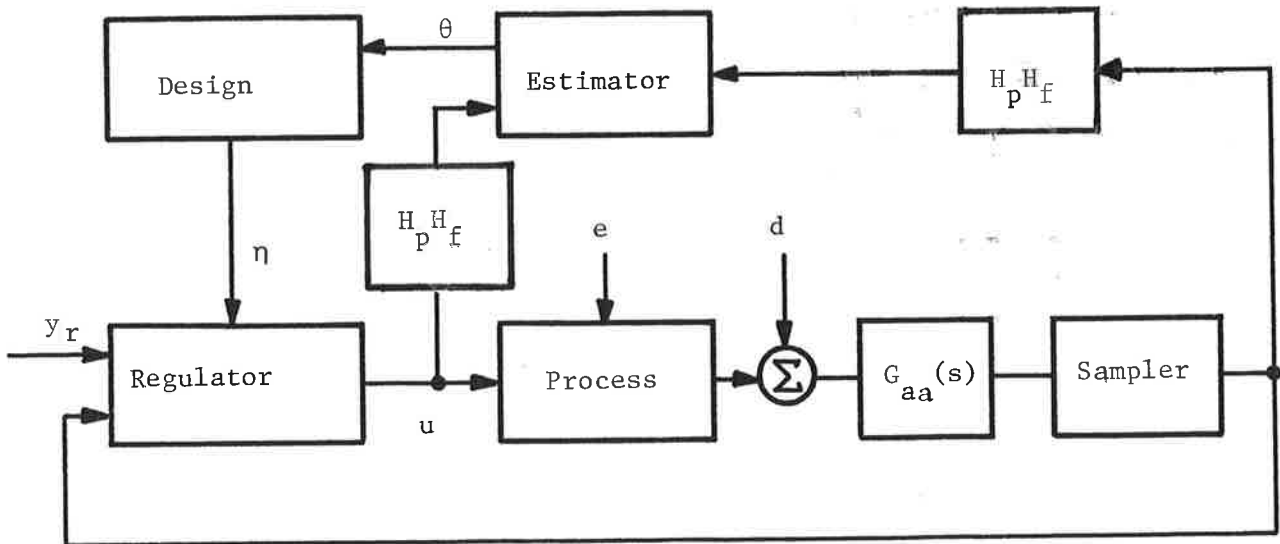 θ
Design
Estimator
H_p H_f
H_p H_f
η
e
d
y_r
Regulator
u
Process
Σ
G_aa(s)
Sampler